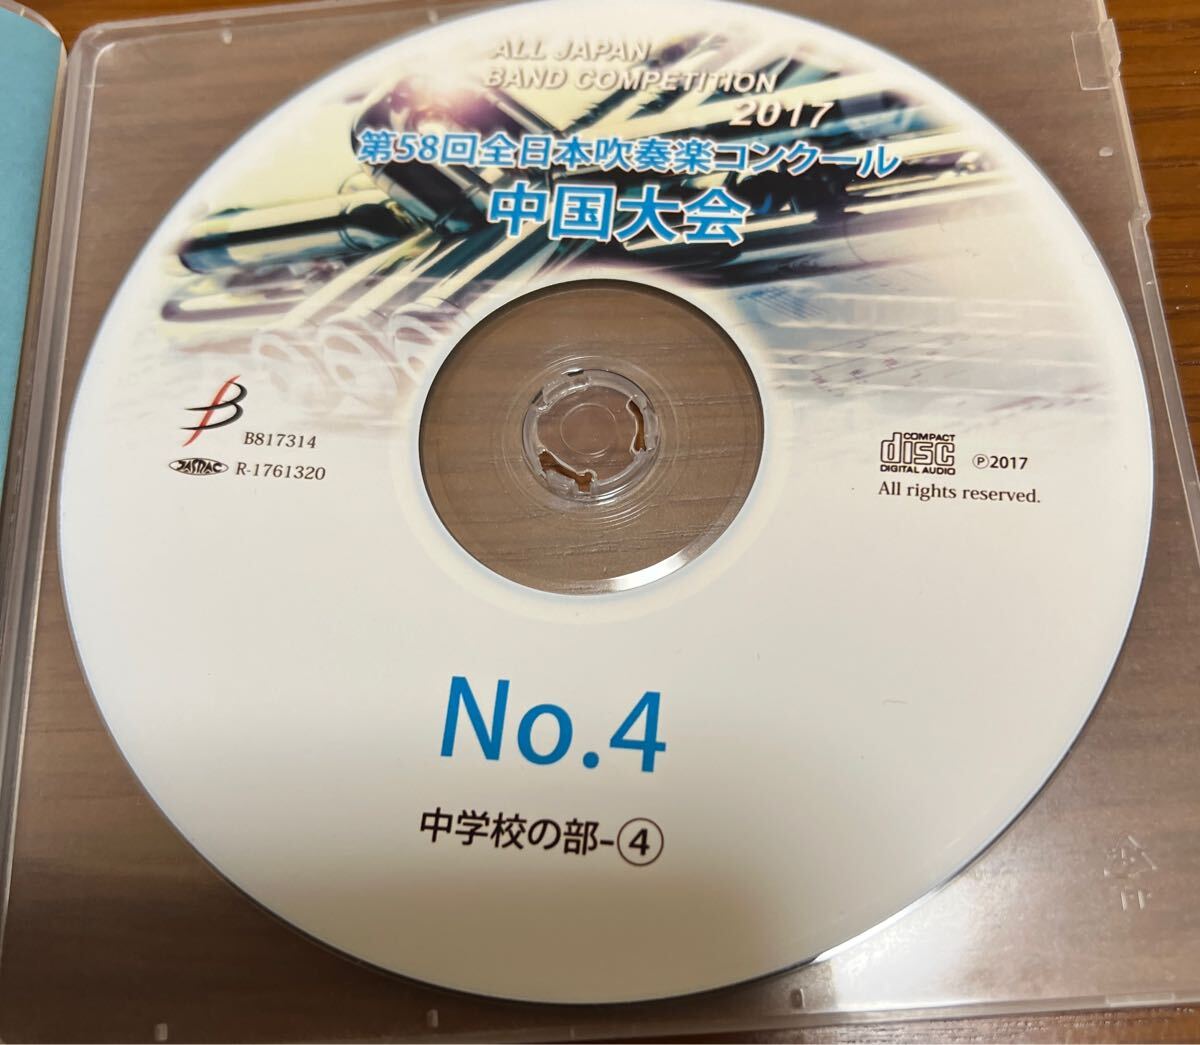 ALL JAPAN
BAND COMPETITION
2017
第58回全日本吹奏楽コンクール
中国大会
B
B817314
JASRAC
R-1761320
COMPACT
disc
DIGITAL AUDIO
Ⓟ2017
All rights reserved.
No.4
中学校の部-④